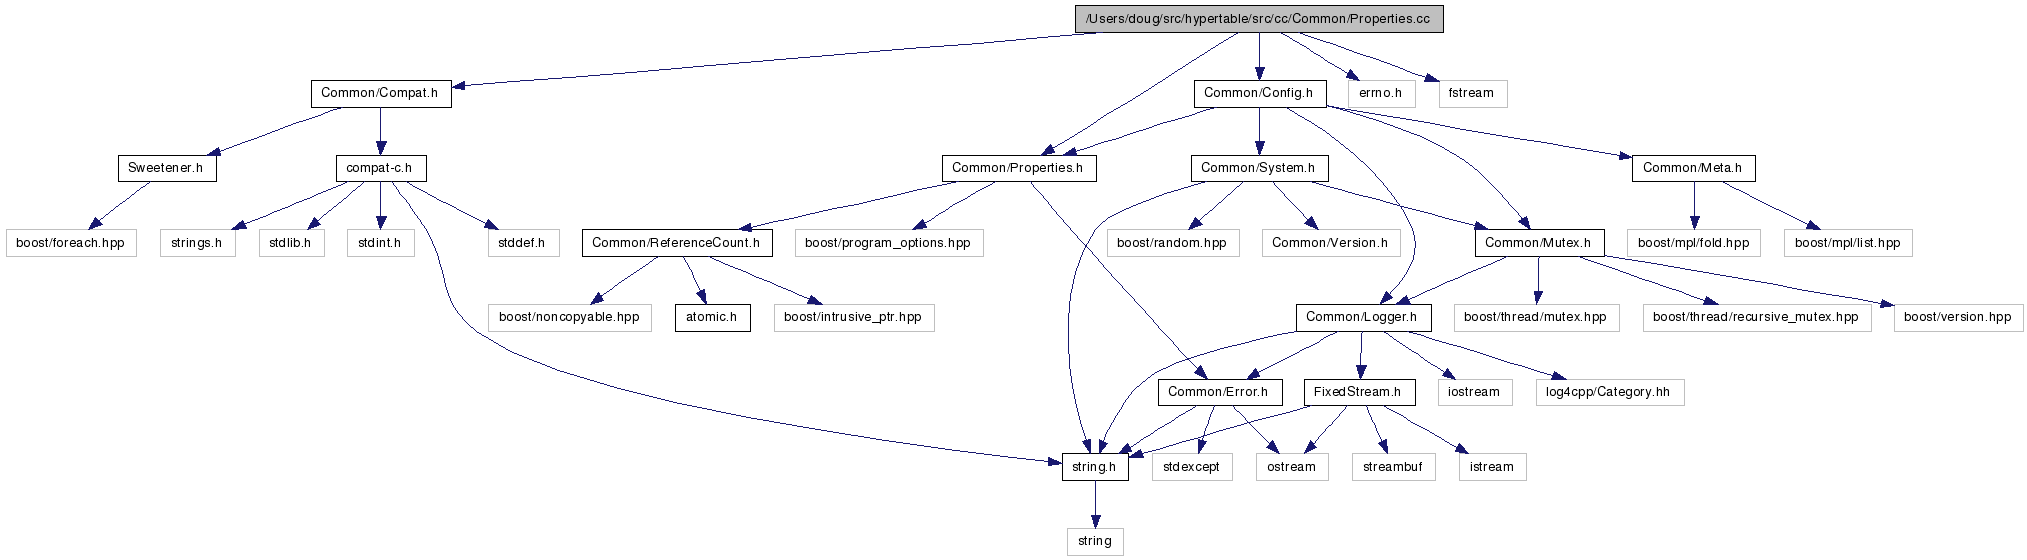 /Users/doug/src/hypertable/src/cc/Common/Properties.cc
Common/Compat.h
Common/Config.h
errno.h
fstream
Sweetener.h
compat-c.h
Common/Properties.h
Common/System.h
Common/Meta.h
boost/foreach.hpp
strings.h
stdlib.h
stdint.h
stddef.h
Common/ReferenceCount.h
boost/program_options.hpp
boost/random.hpp
Common/Version.h
Common/Mutex.h
boost/mpl/fold.hpp
boost/mpl/list.hpp
boost/noncopyable.hpp
atomic.h
boost/intrusive_ptr.hpp
Common/Logger.h
boost/thread/mutex.hpp
boost/thread/recursive_mutex.hpp
boost/version.hpp
Common/Error.h
FixedStream.h
iostream
log4cpp/Category.hh
string.h
stdexcept
ostream
streambuf
istream
string